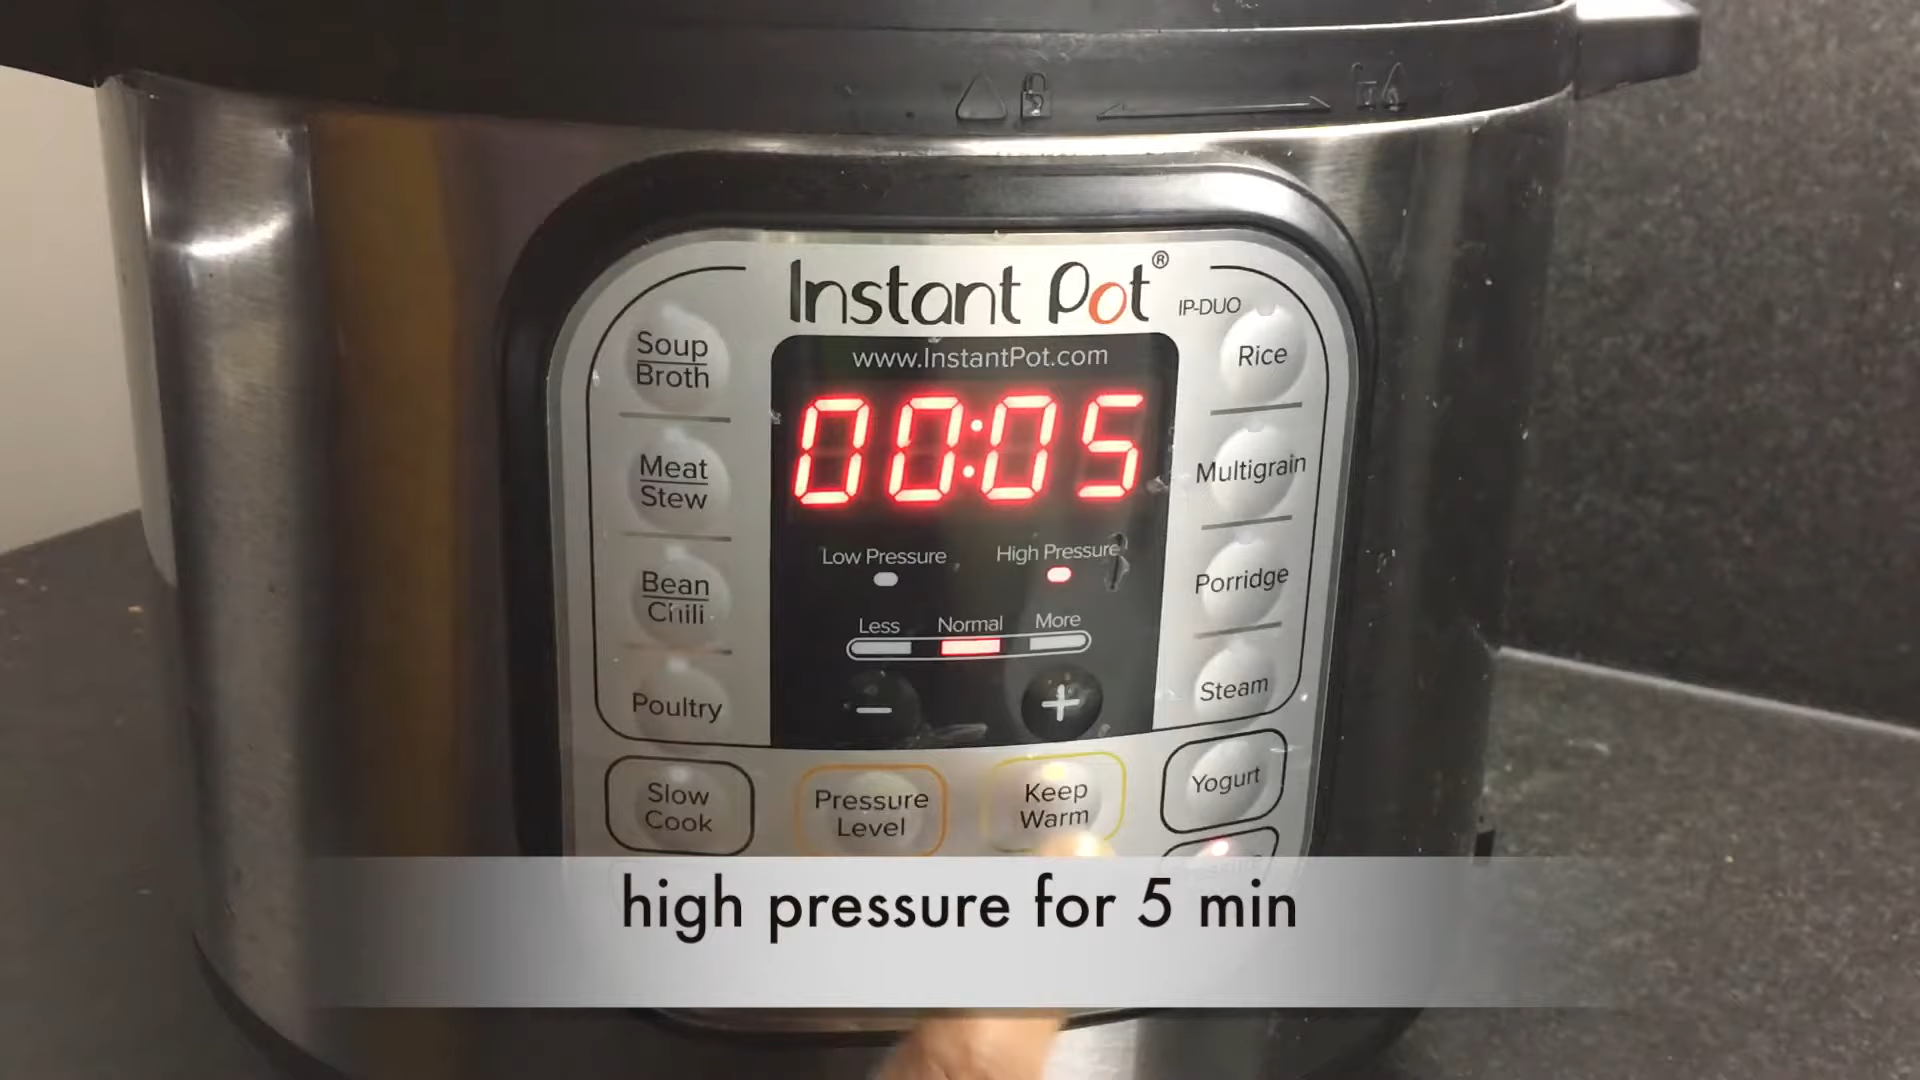 Instant Pot®
IP-DUO
www.InstantPot.com
00:05
Low Pressure
High Pressure
Less
Normal
More
−
+
Soup
Broth
Meat
Stew
Bean
Chili
Poultry
Rice
Multigrain
Porridge
Steam
Slow
Cook
Pressure
Level
Keep
Warm
Yogurt
high pressure for 5 min